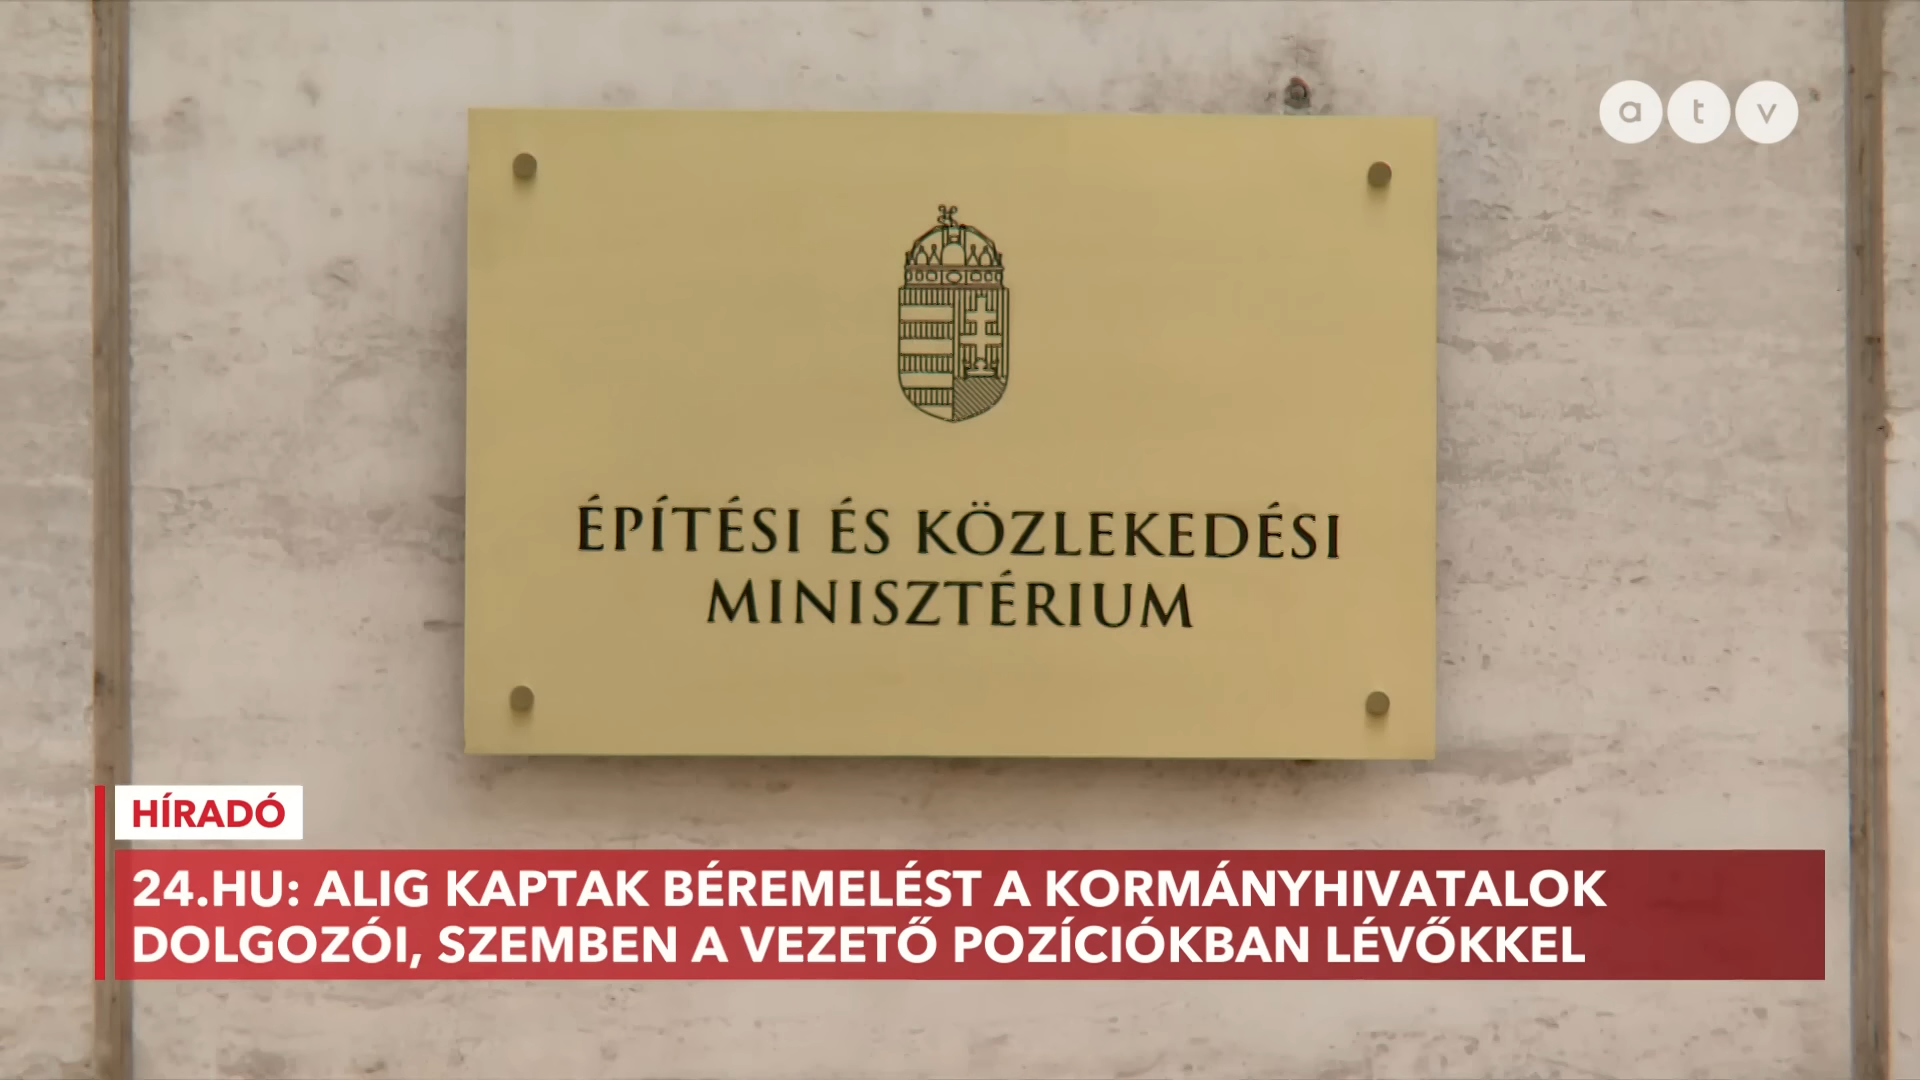 atv
ÉPÍTÉSI ÉS KÖZLEKEDÉSI
MINISZTÉRIUM
HÍRADÓ
24.HU: ALIG KAPTAK BÉREMELÉST A KORMÁNYHIVATALOK
DOLGOZÓI, SZEMBEN A VEZETŐ POZÍCIÓKBAN LÉVŐKKEL